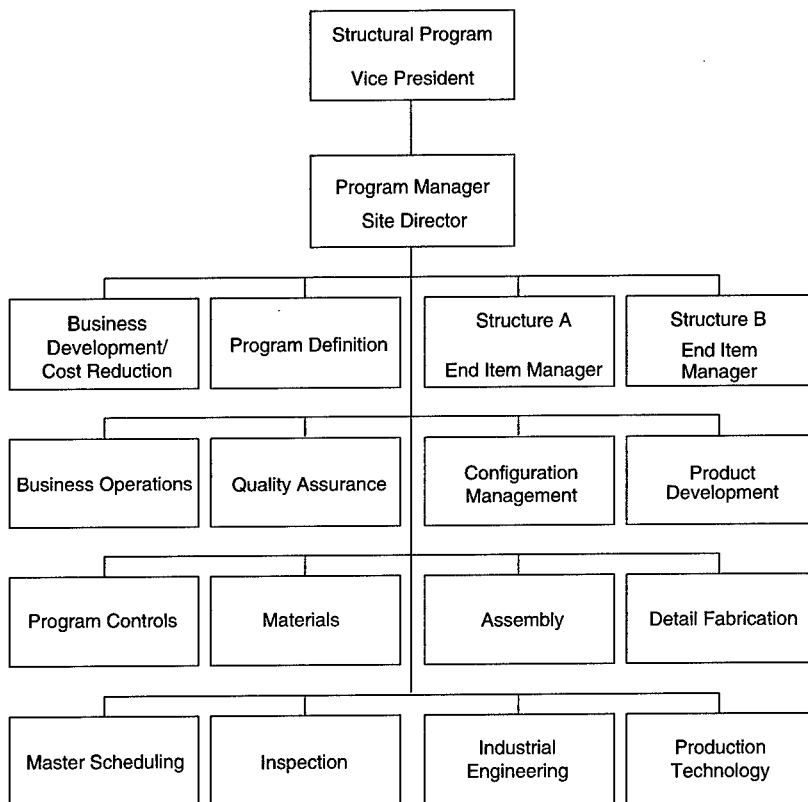 Structural Program
Vice President
Program Manager
Site Director
Business
Development/
Cost Reduction
Program Definition
Structure A
End Item Manager
Structure B
End Item
Manager
Business Operations
Quality Assurance
Configuration
Management
Product
Development
Program Controls
Materials
Assembly
Detail Fabrication
Master Scheduling
Inspection
Industrial
Engineering
Production
Technology